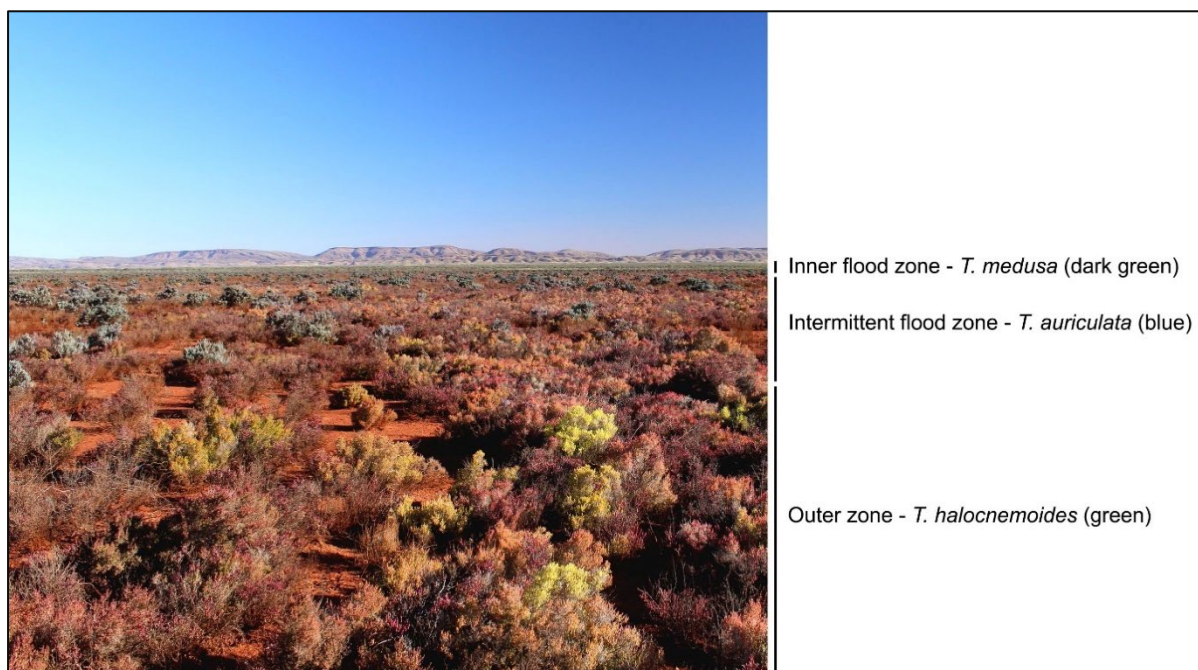 Inner flood zone - T. medusa (dark green)
Intermittent flood zone - T. auriculata (blue)
Outer zone - T. halocnemoides (green)